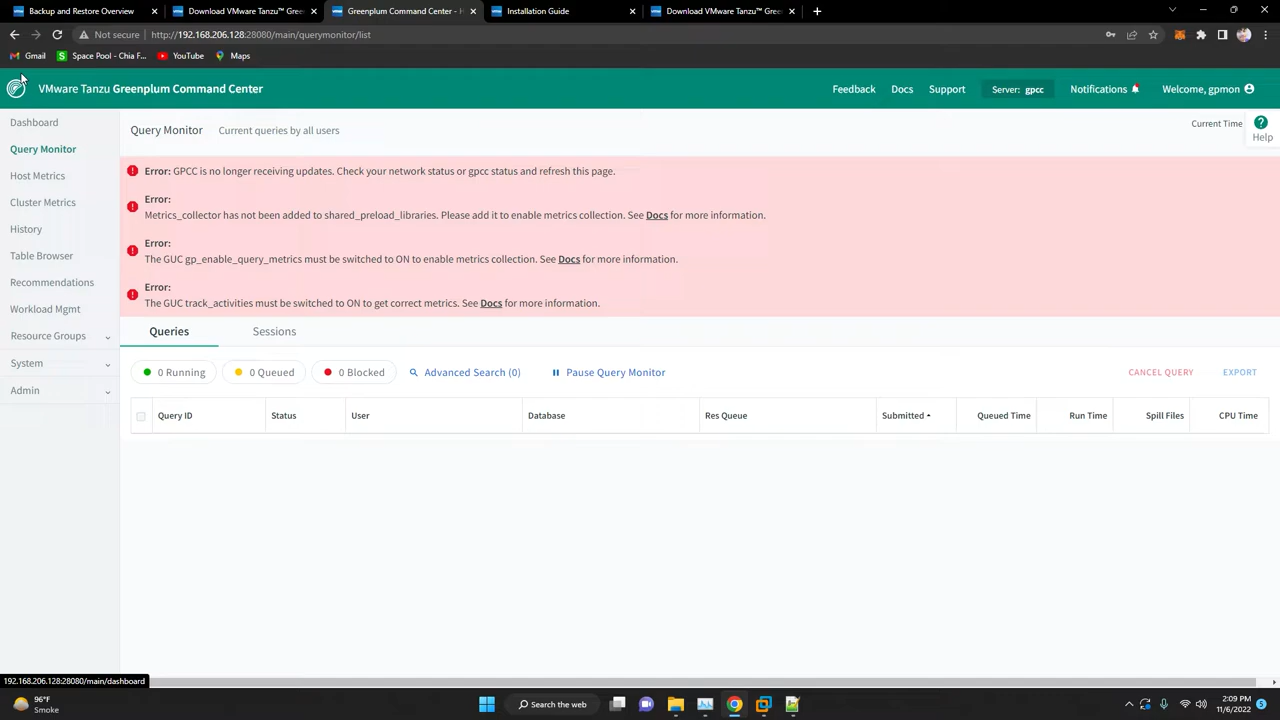 Backup and Restore Overview
Download VMware Tanzu™ Gree
Greenplum Command Center -
Installation Guide
Download VMware Tanzu™ Gree
Not secure | http://192.168.206.128:28080/main/querymonitor/list
Gmail
Space Pool - Chia F...
YouTube
Maps
VMware Tanzu Greenplum Command Center
Feedback
Docs
Support
Server: gpcc
Notifications
Welcome, gpmon
Dashboard
Query Monitor
Host Metrics
Cluster Metrics
History
Table Browser
Recommendations
Workload Mgmt
Resource Groups
System
Admin
Query Monitor
Current queries by all users
Current Time
Help
Error: GPCC is no longer receiving updates. Check your network status or gpcc status and refresh this page.
Error:
Metrics_collector has not been added to shared_preload_libraries. Please add it to enable metrics collection. See Docs for more information.
Error:
The GUC gp_enable_query_metrics must be switched to ON to enable metrics collection. See Docs for more information.
Error:
The GUC track_activities must be switched to ON to get correct metrics. See Docs for more information.
Queries
Sessions
0 Running
0 Queued
0 Blocked
Advanced Search (0)
Pause Query Monitor
CANCEL QUERY
EXPORT
Query ID
Status
User
Database
Res Queue
Submitted
Queued Time
Run Time
Spill Files
CPU Time
192.168.206.128:28080/main/dashboard
96°F
Smoke
Search the web
2:09 PM
11/6/2022
3